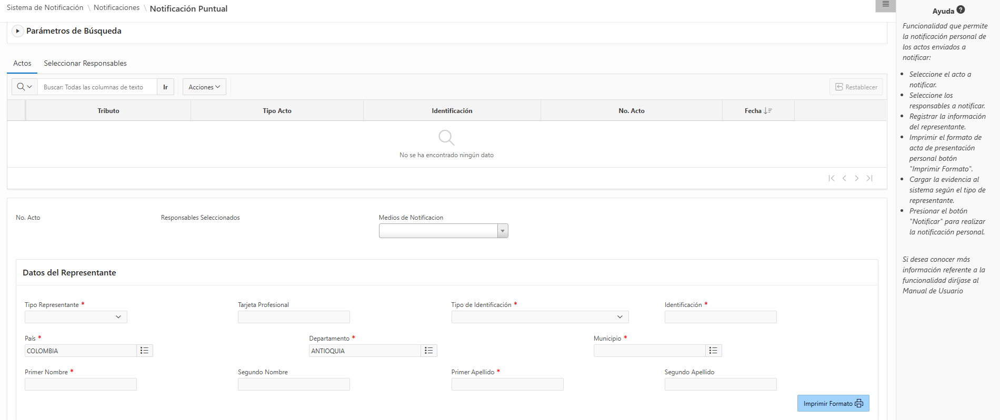 Sistema de Notificación \ Notificaciones \ Notificación Puntual
Parámetros de Búsqueda
Actos Seleccionar Responsables
Buscar: Todas las columnas de texto Ir Acciones Restablecer
Tributo Tipo Acto Identificación No. Acto Fecha
No se ha encontrado ningún dato
No. Acto Responsables Seleccionados Medios de Notificacion
Datos del Representante
Tipo Representante * Tarjeta Profesional Tipo de Identificación * Identificación *
País * Departamento * Municipio *
COLOMBIA ANTIOQUIA
Primer Nombre * Segundo Nombre Primer Apellido * Segundo Apellido
Imprimir Formato
Ayuda ?
Funcionalidad que permite
la notificación personal de
los actos enviados a
notificar:
• Seleccione el acto a
notificar.
• Seleccione los
responsables a notificar.
• Registrar la información
del representante.
• Imprimir el formato de
acta de presentación
personal botón
"Imprimir Formato".
• Cargar la evidencia al
sistema según el tipo de
representante.
• Presionar el botón
"Notificar" para realizar
la notificación personal.
Si desea conocer más
información referente a la
funcionalidad diríjase al
Manual de Usuario